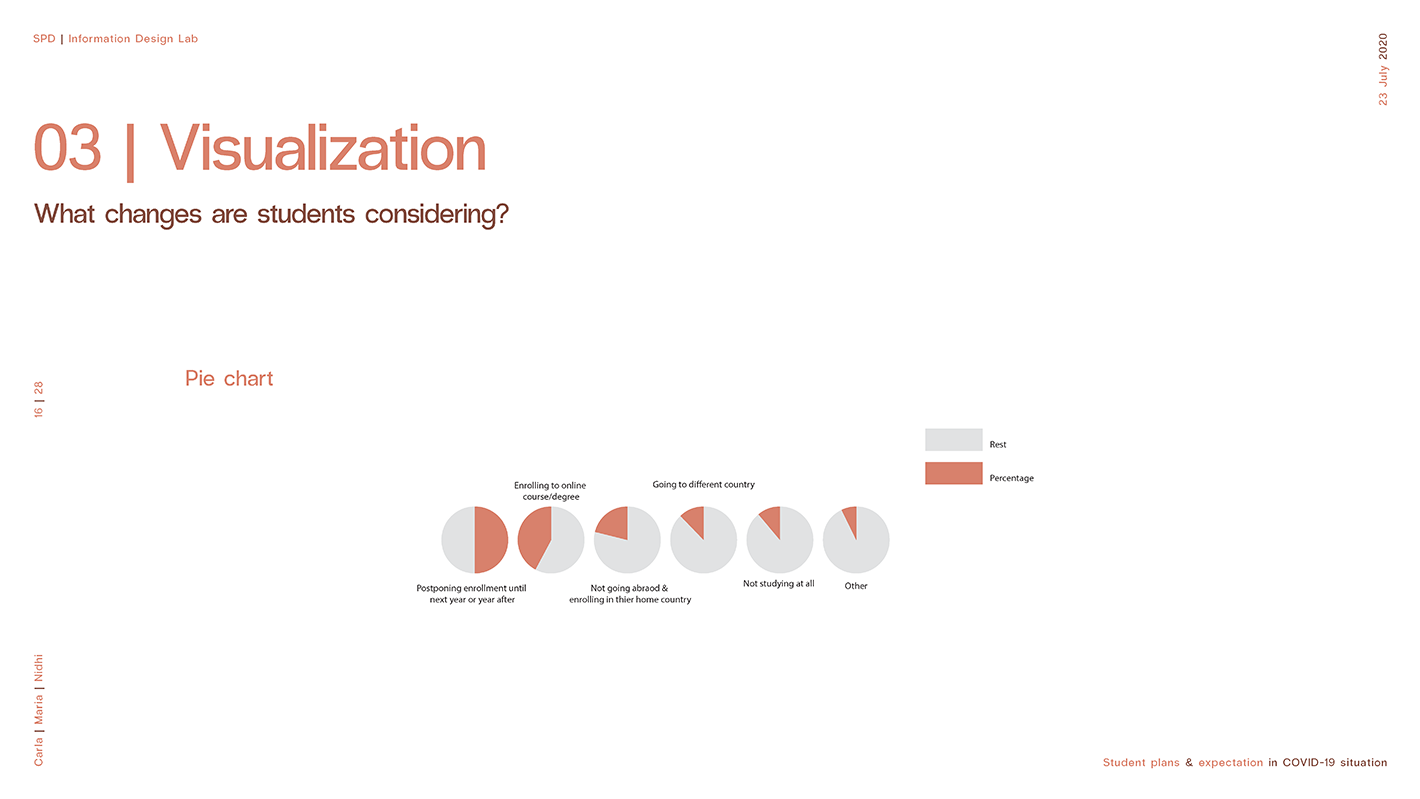 SPD | Information Design Lab
23 July 2020
03 | Visualization
What changes are students considering?
Pie chart
16 | 28
Rest
Percentage
Enrolling to online
course/degree
Going to different country
Postponing enrollment until
next year or year after
Not going abraod &
enrolling in thier home country
Not studying at all
Other
Carla | Maria | Nidhi
Student plans & expectation in COVID-19 situation